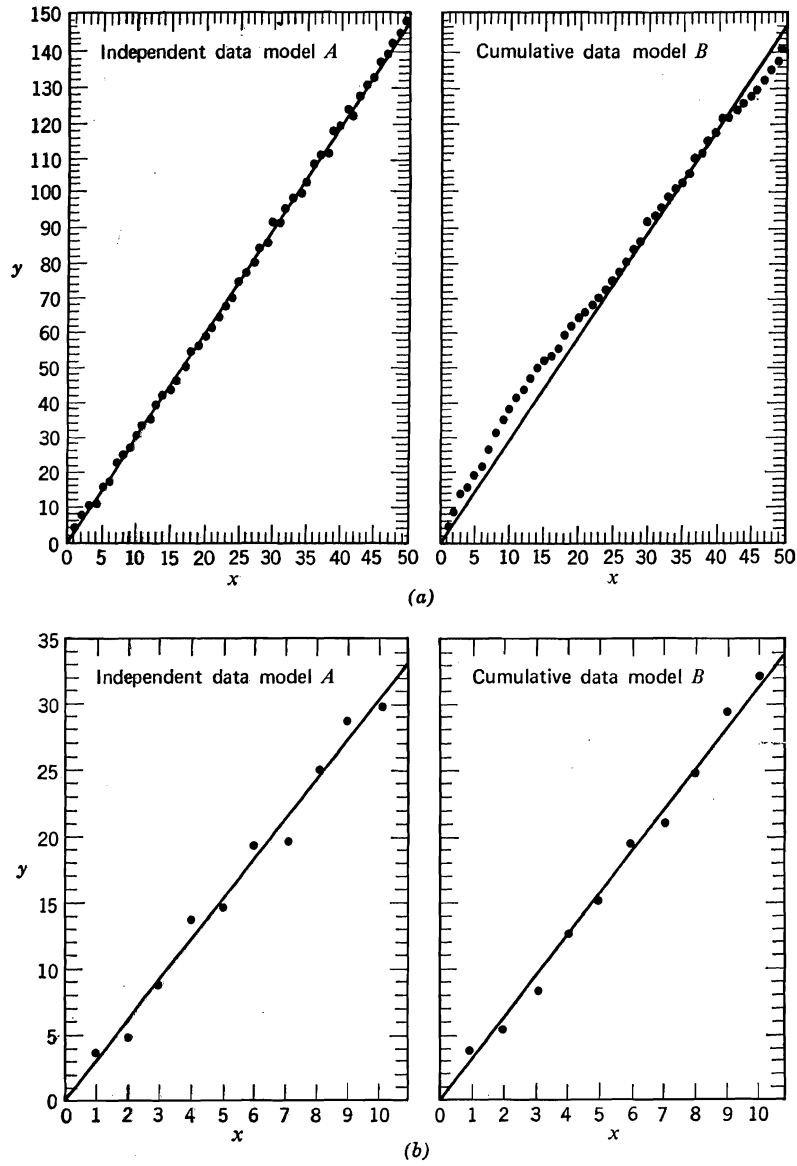 Independent data model A
Cumulative data model B
150
140
130
120
110
100
90
80
70
60
50
40
30
20
10
0
y
0 5 10 15 20 25 30 35 40 45 50
x
0 5 10 15 20 25 30 35 40 45 50
x
(a)
Independent data model A
Cumulative data model B
35
30
25
20
15
10
5
0
y
0 1 2 3 4 5 6 7 8 9 10
x
0 1 2 3 4 5 6 7 8 9 10
x
(b)